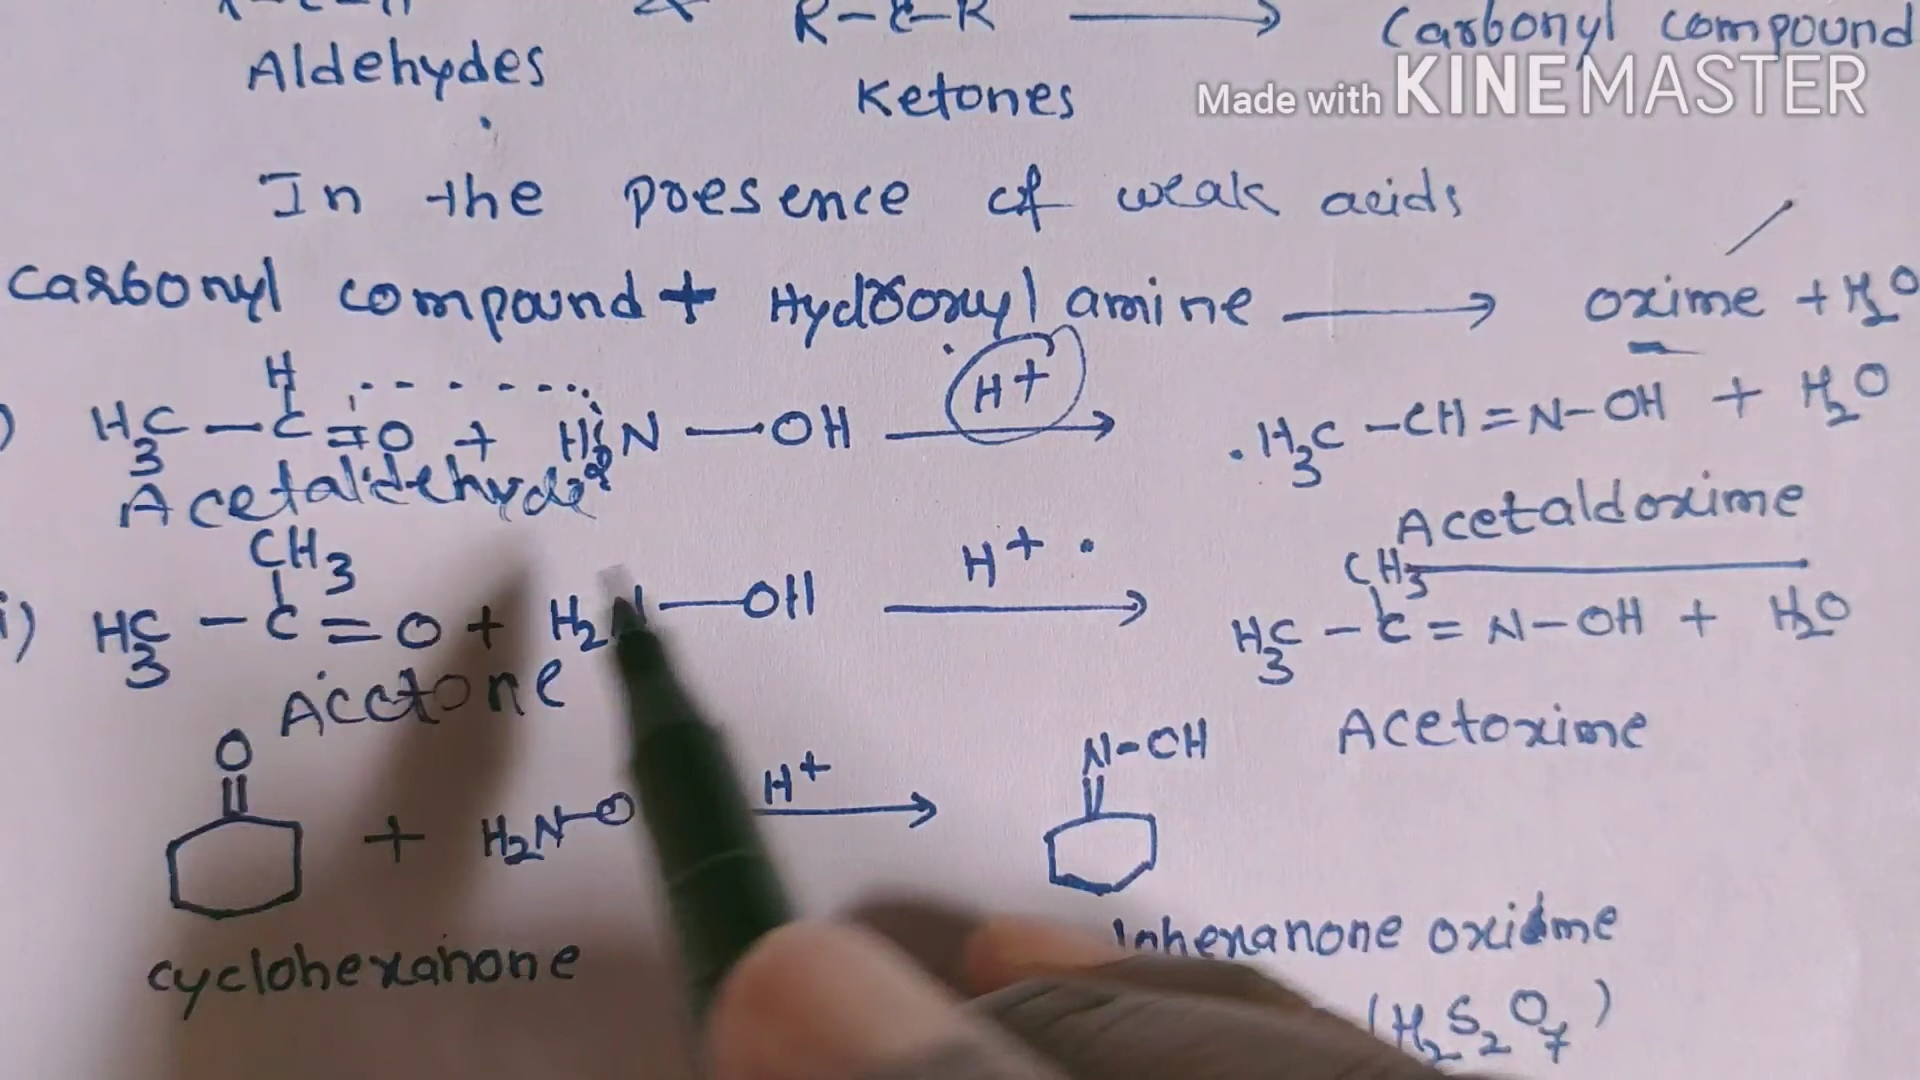 R-C-R → Carbonyl compound
Aldehydes
Ketones
Made with KINEMASTER
In the presence of weak acids
Carbonyl compound + Hydroxyl amine → oxime + H2O
H
H3C - C = O + H2N - OH H+ → H3C - CH = N - OH + H2O
Acetaldehyde
Acetaldoxime
CH3 H+ CH3
i) H3C - C = O + H2N - OH → H3C - C = N - OH + H2O
Acetone
Acetoxime
O N-OH
+ H2N-O H+ →
cyclohexanone
hexanone oxime
(H2S2O7)